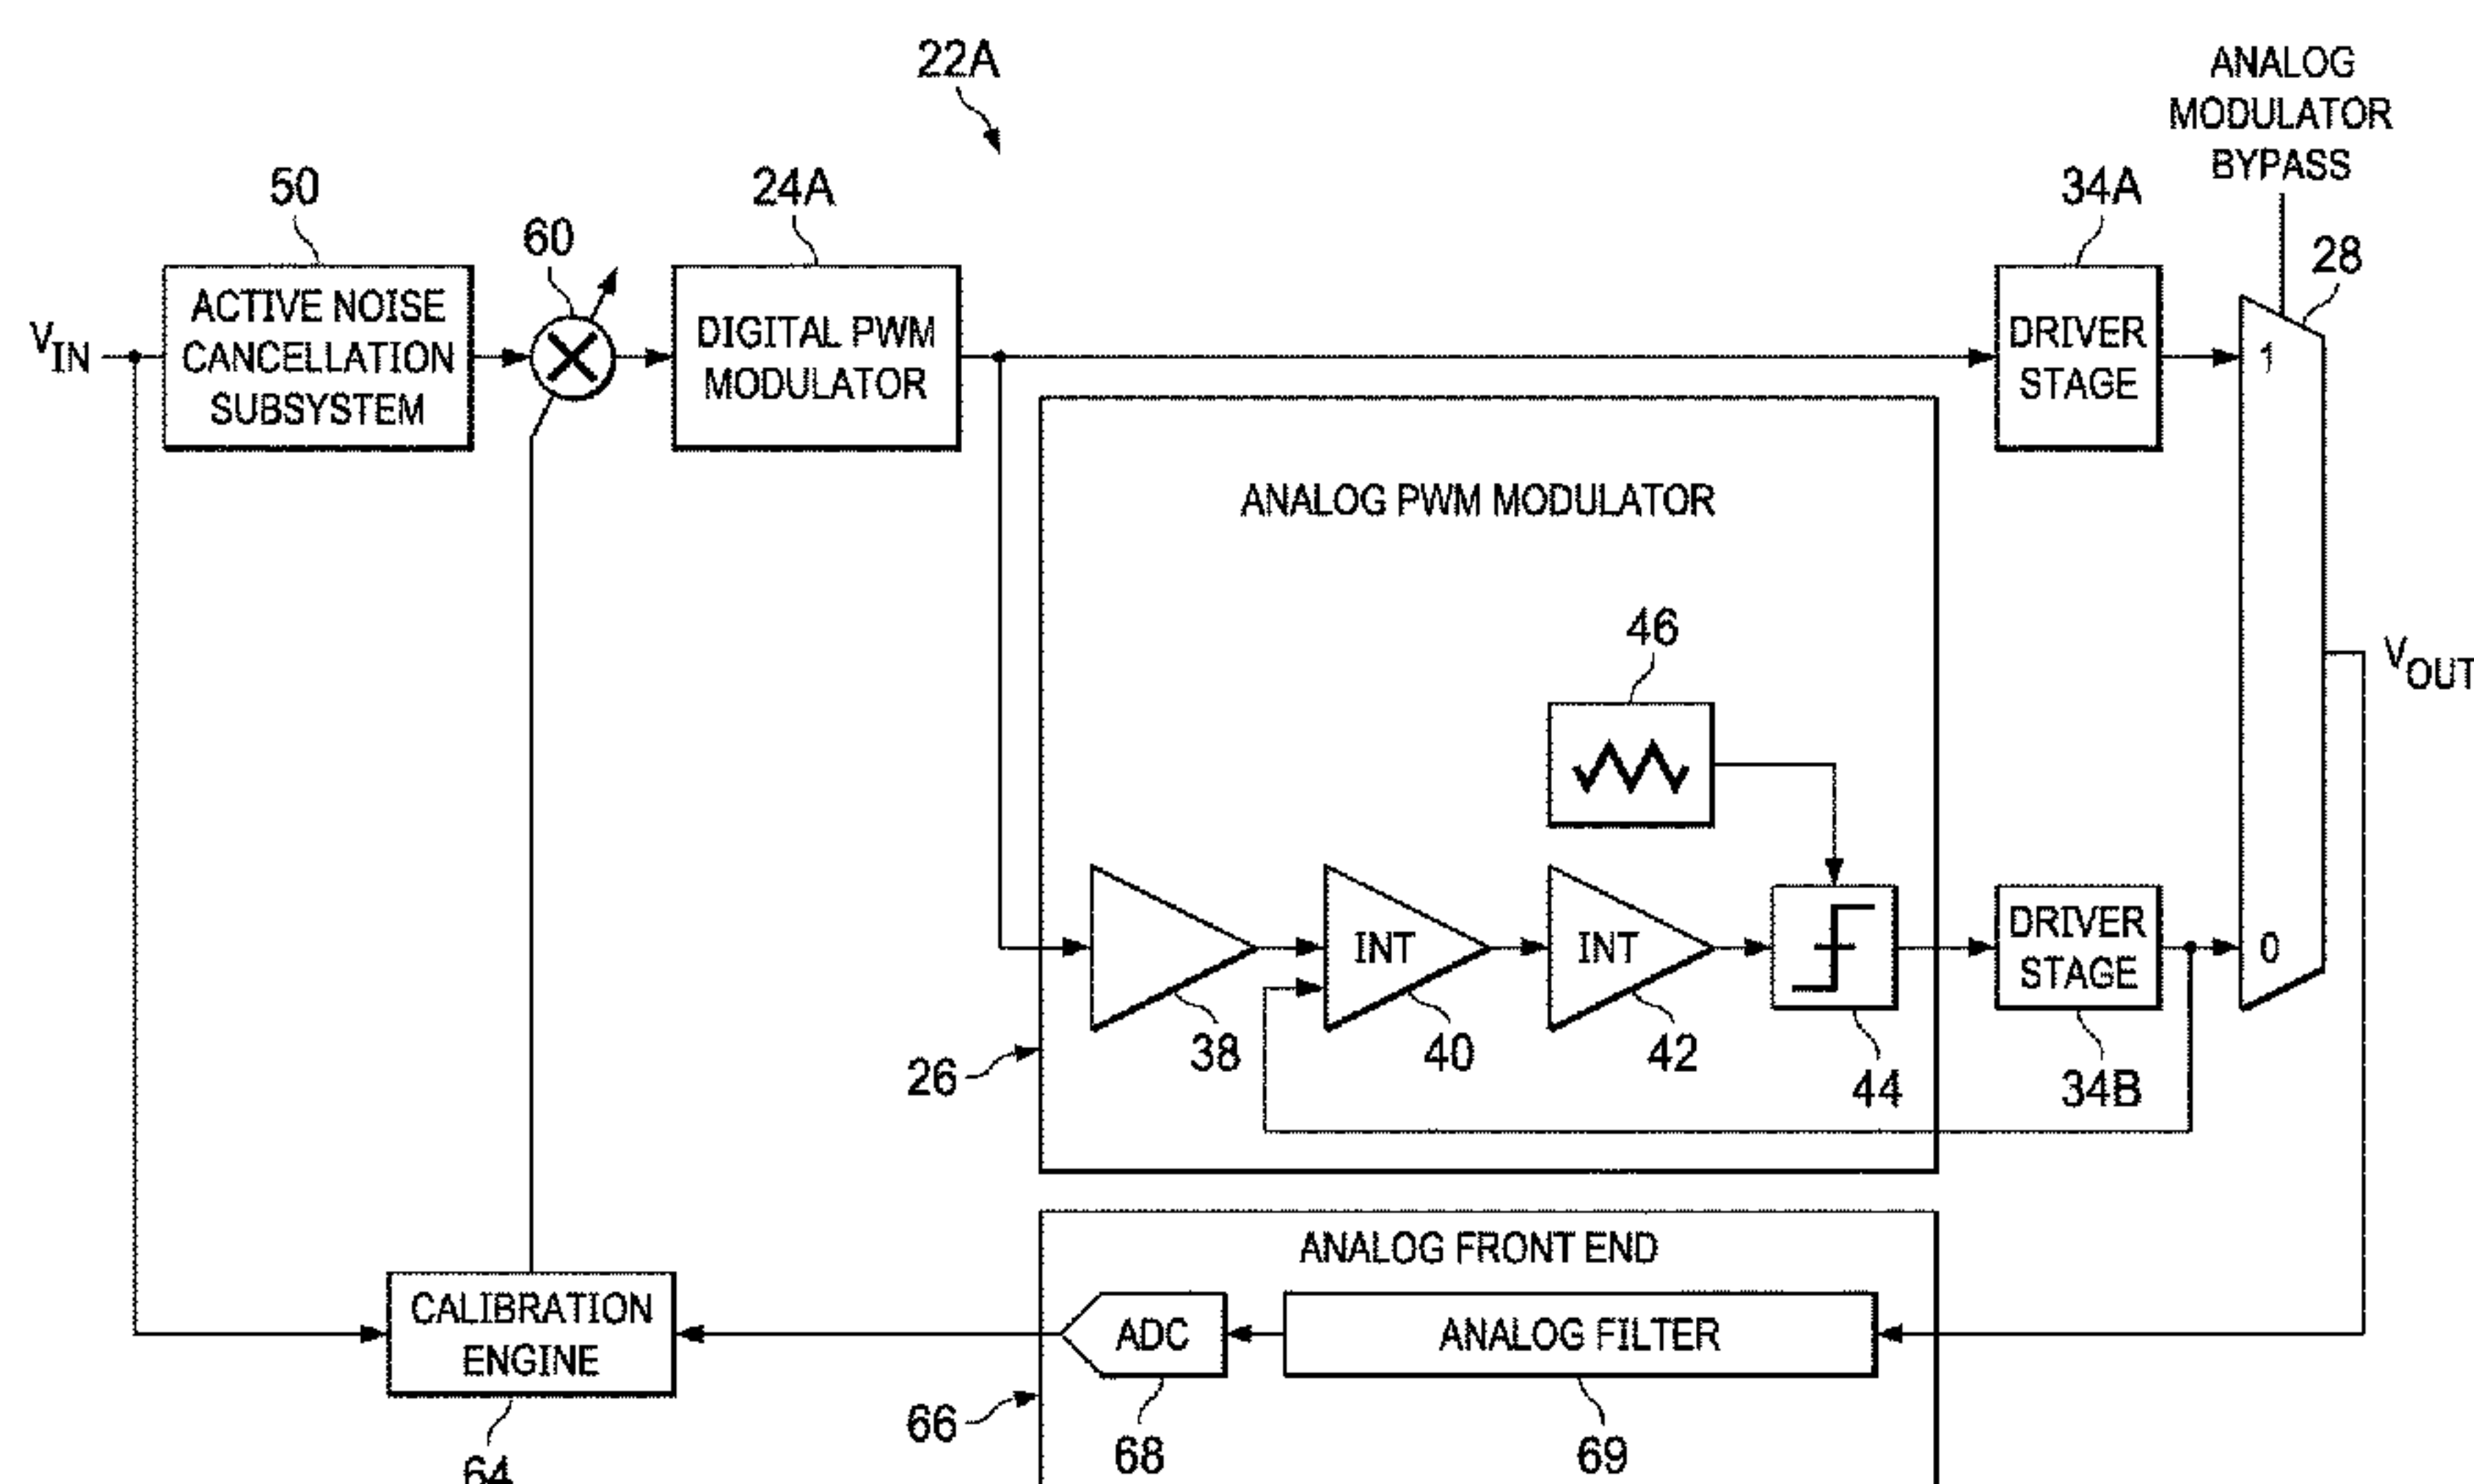 22A
ANALOG
MODULATOR
BYPASS
50
60
24A
34A
28
V_IN
ACTIVE NOISE
CANCELLATION
SUBSYSTEM
DIGITAL PWM
MODULATOR
DRIVER
STAGE
1
ANALOG PWM MODULATOR
46
V_OUT
INT
INT
DRIVER
STAGE
0
38
40
42
44
34B
26
ANALOG FRONT END
CALIBRATION
ENGINE
ADC
ANALOG FILTER
66
68
69
64